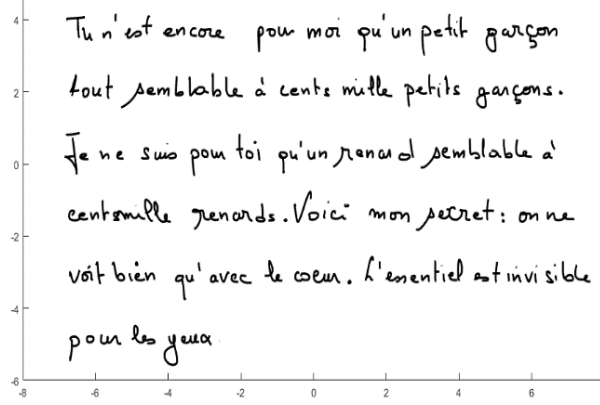 Tu n'est encore pour moi qu'un petit garçon
tout semblable à cents mille petits garçons.
Je ne suis pour toi qu'un renard semblable à
centsmille renards. Voici mon secret : on ne
voit bien qu'avec le coeur. L'essentiel est invisible
pour les yeux
4
2
0
-2
-4
-6
-8 -6 -4 -2 0 2 4 6